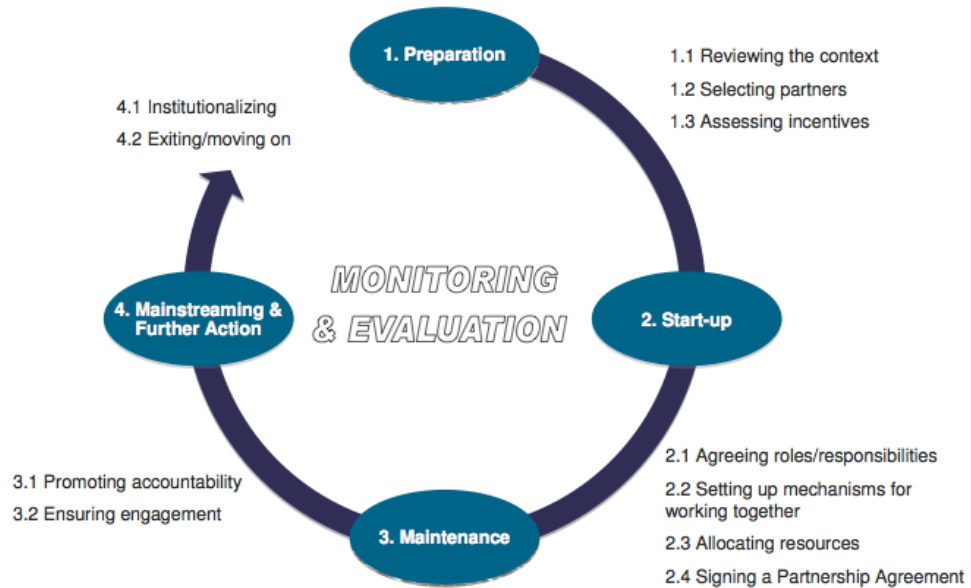 1. Preparation
1.1 Reviewing the context
1.2 Selecting partners
1.3 Assessing incentives
4.1 Institutionalizing
4.2 Exiting/moving on
MONITORING
& EVALUATION
4. Mainstreaming &
Further Action
2. Start-up
2.1 Agreeing roles/responsibilities
2.2 Setting up mechanisms for
working together
2.3 Allocating resources
2.4 Signing a Partnership Agreement
3.1 Promoting accountability
3.2 Ensuring engagement
3. Maintenance